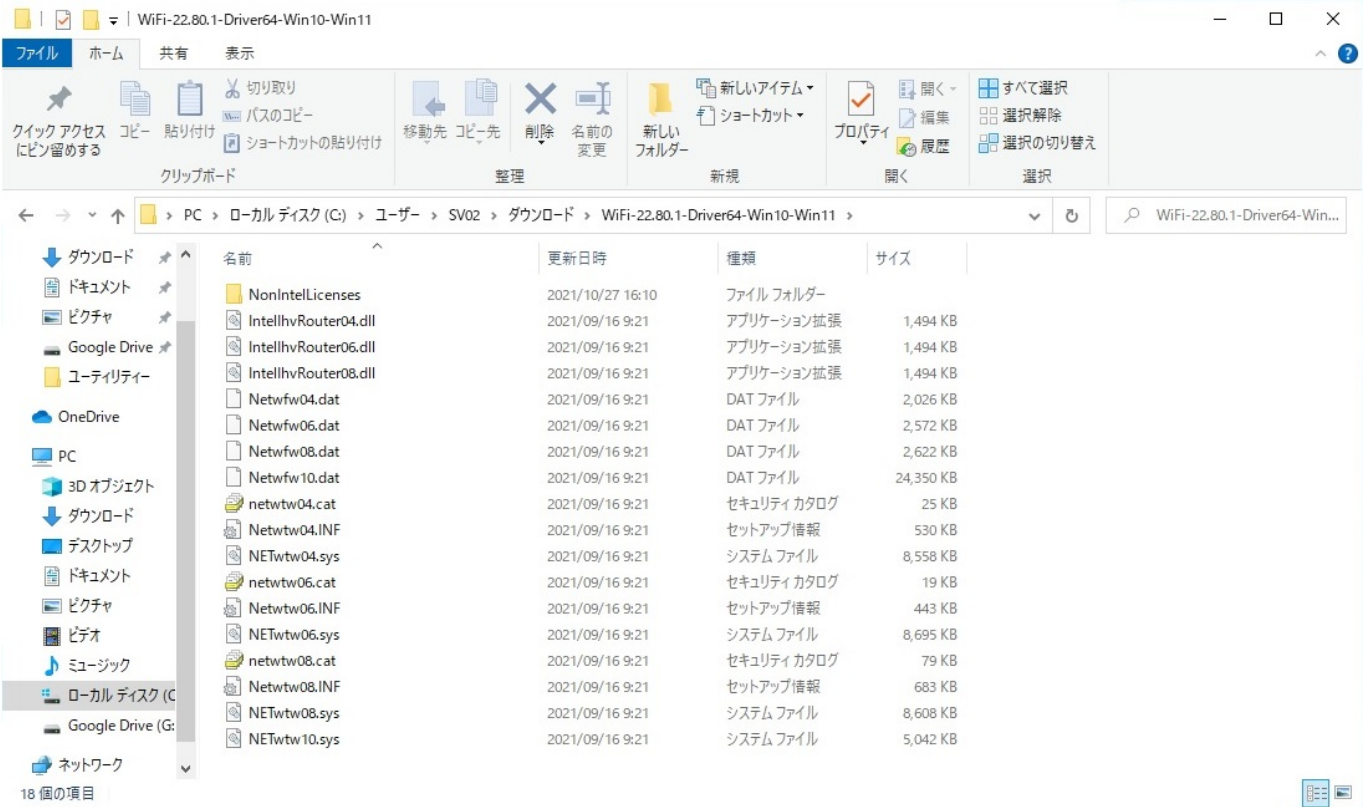 WiFi-22.80.1-Driver64-Win10-Win11
ファイル ホーム 共有 表示
クイック アクセス
にピン留めする
コピー
貼り付け
切り取り
パスのコピー
ショートカットの貼り付け
クリップボード
移動先
コピー先
削除
名前の
変更
整理
新しい
フォルダー
新しいアイテム
ショートカット
新規
プロパティ
開く
編集
履歴
開く
すべて選択
選択解除
選択の切り替え
選択
PC › ローカル ディスク (C:) › ユーザー › SV02 › ダウンロード › WiFi-22.80.1-Driver64-Win10-Win11 ›
WiFi-22.80.1-Driver64-Win...
ダウンロード
ドキュメント
ピクチャ
Google Drive
ユーティリティー
OneDrive
PC
3D オブジェクト
ダウンロード
デスクトップ
ドキュメント
ピクチャ
ビデオ
ミュージック
ローカル ディスク (C
Google Drive (G:
ネットワーク
名前 更新日時 種類 サイズ
NonIntelLicenses 2021/10/27 16:10 ファイル フォルダー
IntelIhvRouter04.dll 2021/09/16 9:21 アプリケーション拡張 1,494 KB
IntelIhvRouter06.dll 2021/09/16 9:21 アプリケーション拡張 1,494 KB
IntelIhvRouter08.dll 2021/09/16 9:21 アプリケーション拡張 1,494 KB
Netwfw04.dat 2021/09/16 9:21 DAT ファイル 2,026 KB
Netwfw06.dat 2021/09/16 9:21 DAT ファイル 2,572 KB
Netwfw08.dat 2021/09/16 9:21 DAT ファイル 2,622 KB
Netwfw10.dat 2021/09/16 9:21 DAT ファイル 24,350 KB
netwtw04.cat 2021/09/16 9:21 セキュリティ カタログ 25 KB
Netwtw04.INF 2021/09/16 9:21 セットアップ情報 530 KB
NETwtw04.sys 2021/09/16 9:21 システム ファイル 8,558 KB
netwtw06.cat 2021/09/16 9:21 セキュリティ カタログ 19 KB
Netwtw06.INF 2021/09/16 9:21 セットアップ情報 443 KB
NETwtw06.sys 2021/09/16 9:21 システム ファイル 8,695 KB
netwtw08.cat 2021/09/16 9:21 セキュリティ カタログ 79 KB
Netwtw08.INF 2021/09/16 9:21 セットアップ情報 683 KB
NETwtw08.sys 2021/09/16 9:21 システム ファイル 8,608 KB
NETwtw10.sys 2021/09/16 9:21 システム ファイル 5,042 KB
18 個の項目